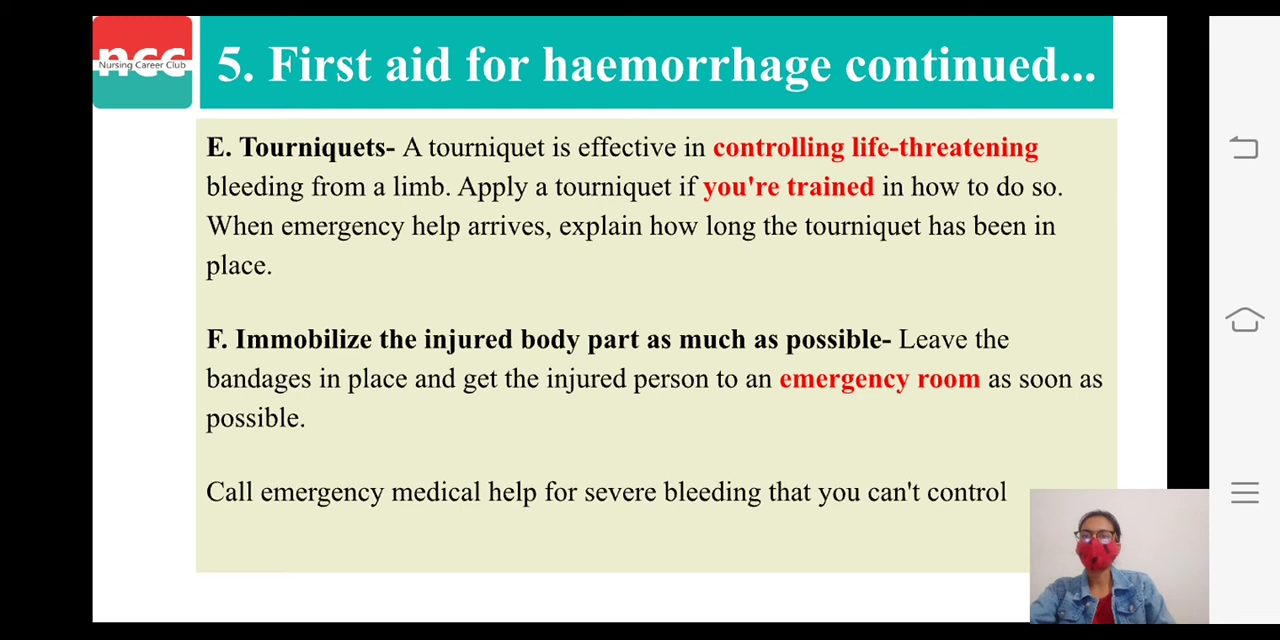 ncc
Nursing Career Club
5. First aid for haemorrhage continued...
E. Tourniquets- A tourniquet is effective in controlling life-threatening
bleeding from a limb. Apply a tourniquet if you're trained in how to do so.
When emergency help arrives, explain how long the tourniquet has been in
place.
F. Immobilize the injured body part as much as possible- Leave the
bandages in place and get the injured person to an emergency room as soon as
possible.
Call emergency medical help for severe bleeding that you can't control